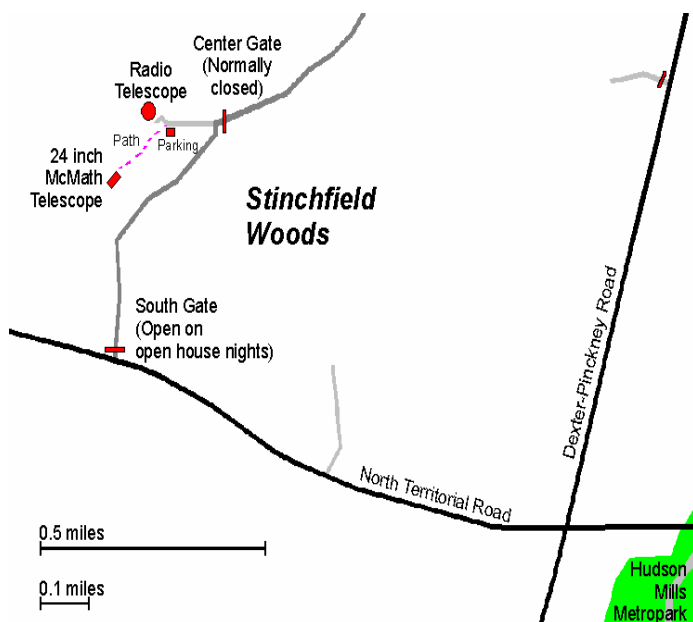 Center Gate
(Normally
closed)
Radio
Telescope
Path
Parking
24 inch
McMath
Telescope
Stinchfield
Woods
South Gate
(Open on
open house nights)
Dexter-Pinckney Road
North Territorial Road
0.5 miles
0.1 miles
Hudson
Mills
Metropark